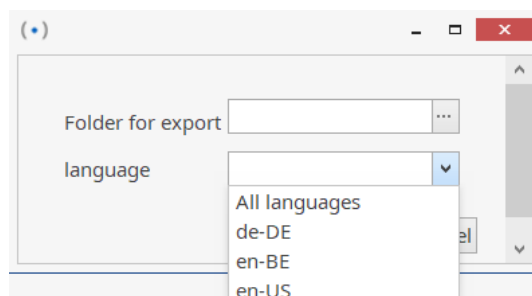 Folder for export
...
language
All languages
de-DE
en-BE
en-US